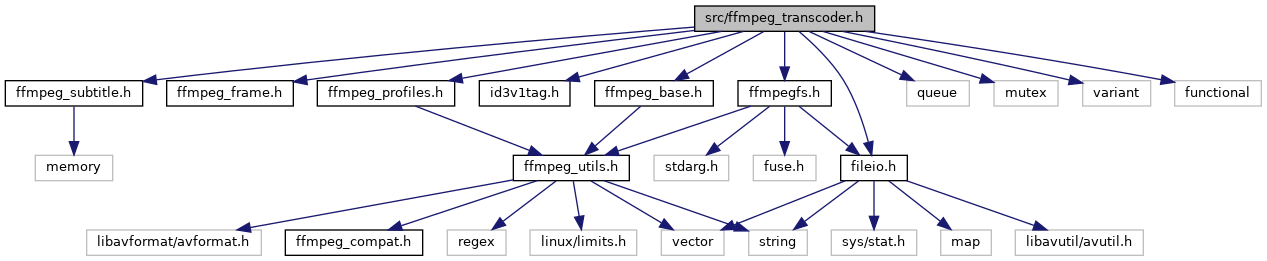 src/ffmpeg_transcoder.h
ffmpeg_subtitle.h
ffmpeg_frame.h
ffmpeg_profiles.h
id3v1tag.h
ffmpeg_base.h
ffmpegfs.h
queue
mutex
variant
functional
memory
ffmpeg_utils.h
stdarg.h
fuse.h
fileio.h
libavformat/avformat.h
ffmpeg_compat.h
regex
linux/limits.h
vector
string
sys/stat.h
map
libavutil/avutil.h